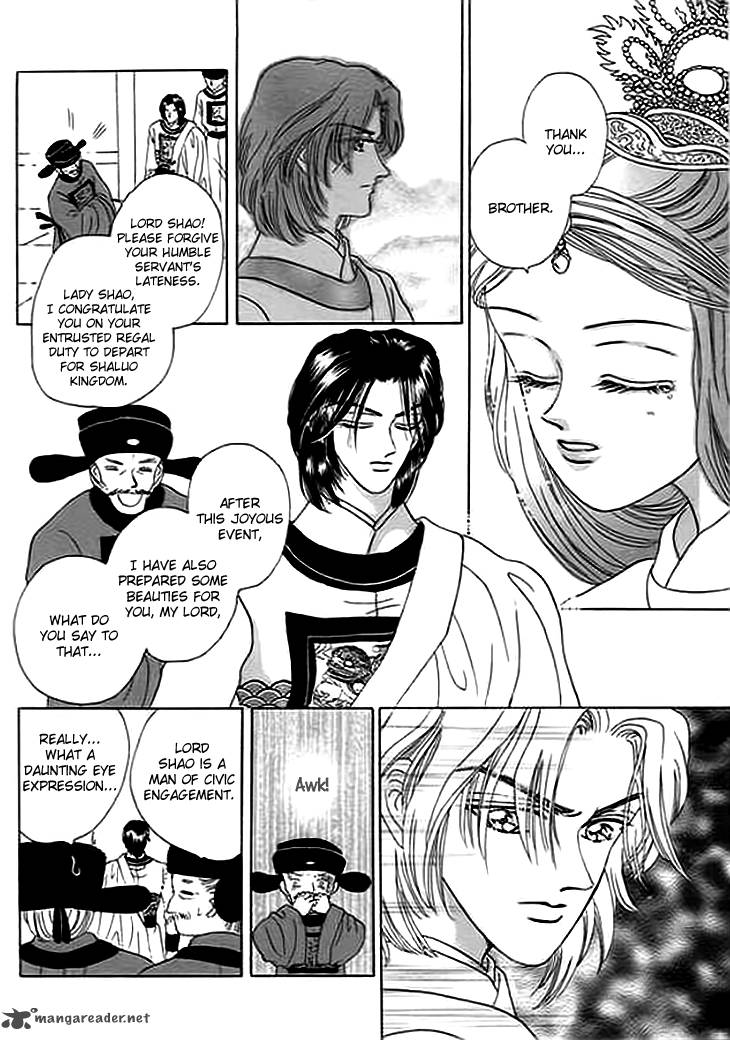 THANK
YOU...
BROTHER.
LORD SHAO!
PLEASE FORGIVE
YOUR HUMBLE
SERVANT'S
LATENESS.
LADY SHAO,
I CONGRATULATE
YOU ON YOUR
ENTRUSTED REGAL
DUTY TO DEPART
FOR SHALUO
KINGDOM.
AFTER
THIS JOYOUS
EVENT,
I HAVE ALSO
PREPARED SOME
BEAUTIES FOR
YOU, MY LORD,
WHAT DO
YOU SAY TO
THAT...
Awk!
LORD
SHAO IS A
MAN OF CIVIC
ENGAGEMENT.
REALLY...
WHAT A
DAUNTING EYE
EXPRESSION...
mangareader.net